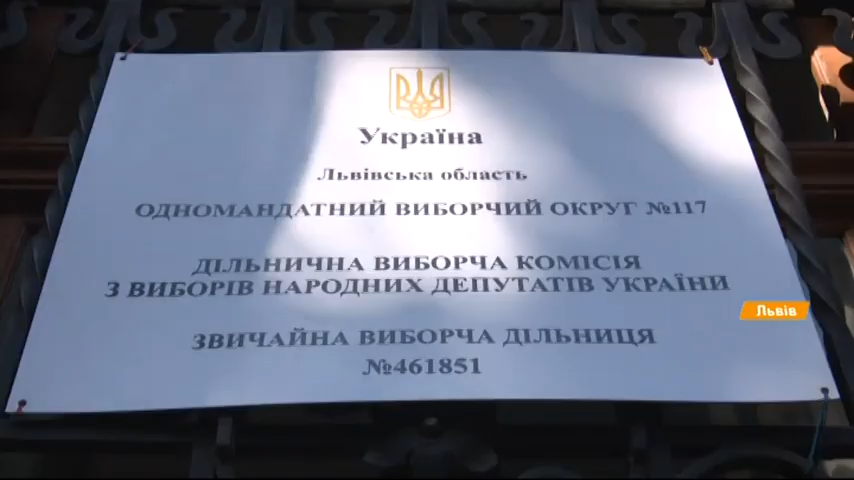 Україна
Львівська область
ОДНОМАНДАТНИЙ ВИБОРЧИЙ ОКРУГ №117
ДІЛЬНИЧНА ВИБОРЧА КОМІСІЯ
З ВИБОРІВ НАРОДНИХ ДЕПУТАТІВ УКРАЇНИ
Львів
ЗВИЧАЙНА ВИБОРЧА ДІЛЬНИЦЯ
№461851